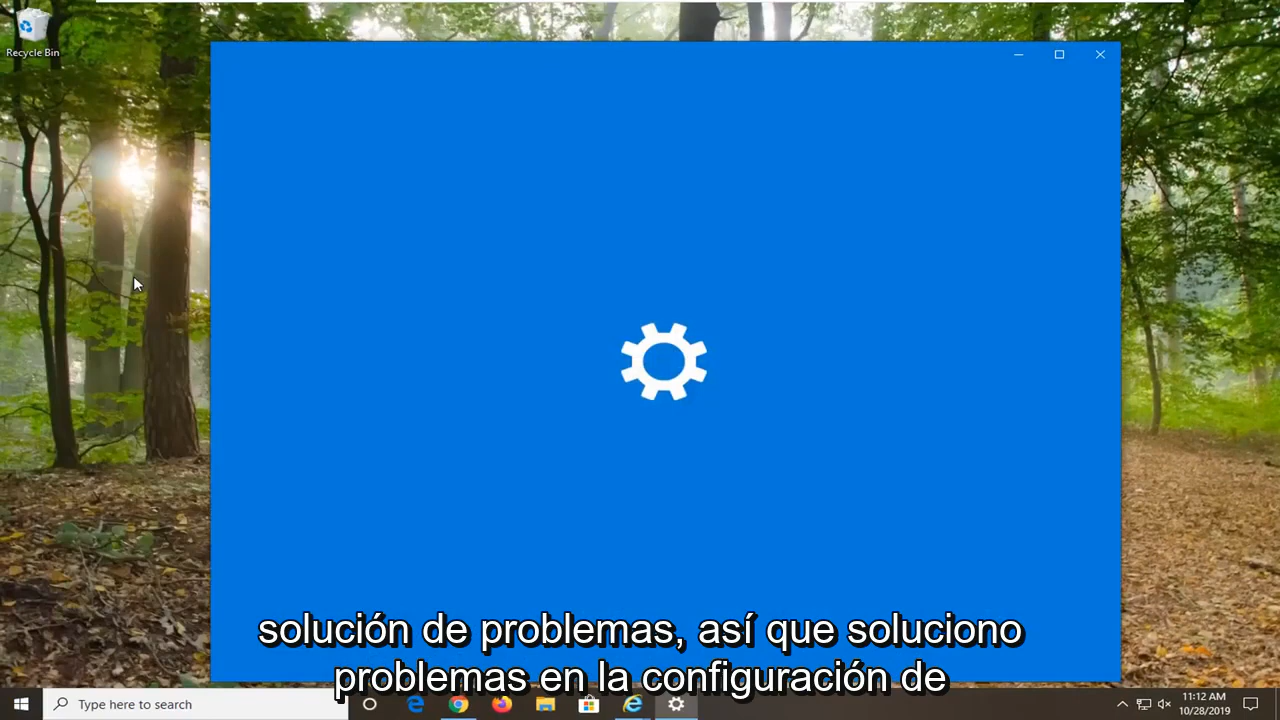 Recycle Bin
solución de problemas, así que soluciono
problemas en la configuración de
Type here to search
11:12 AM
10/28/2019